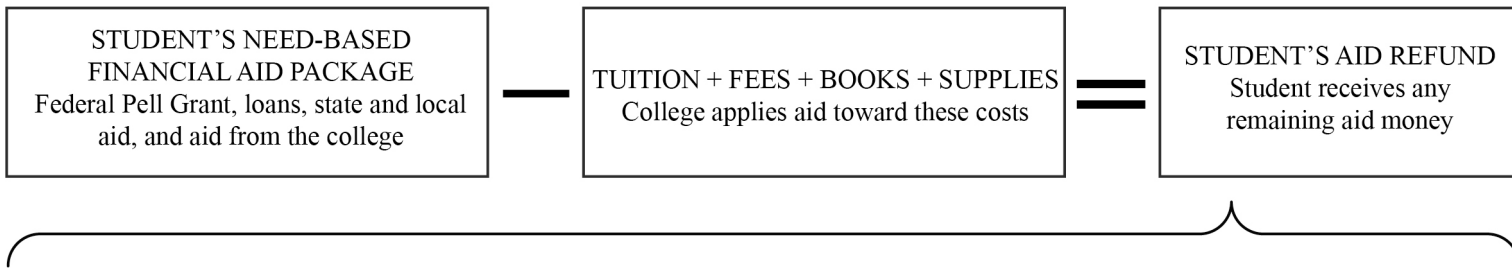 STUDENT’S NEED-BASED
FINANCIAL AID PACKAGE
Federal Pell Grant, loans, state and local
aid, and aid from the college
TUITION + FEES + BOOKS + SUPPLIES
College applies aid toward these costs
STUDENT’S AID REFUND
Student receives any
remaining aid money